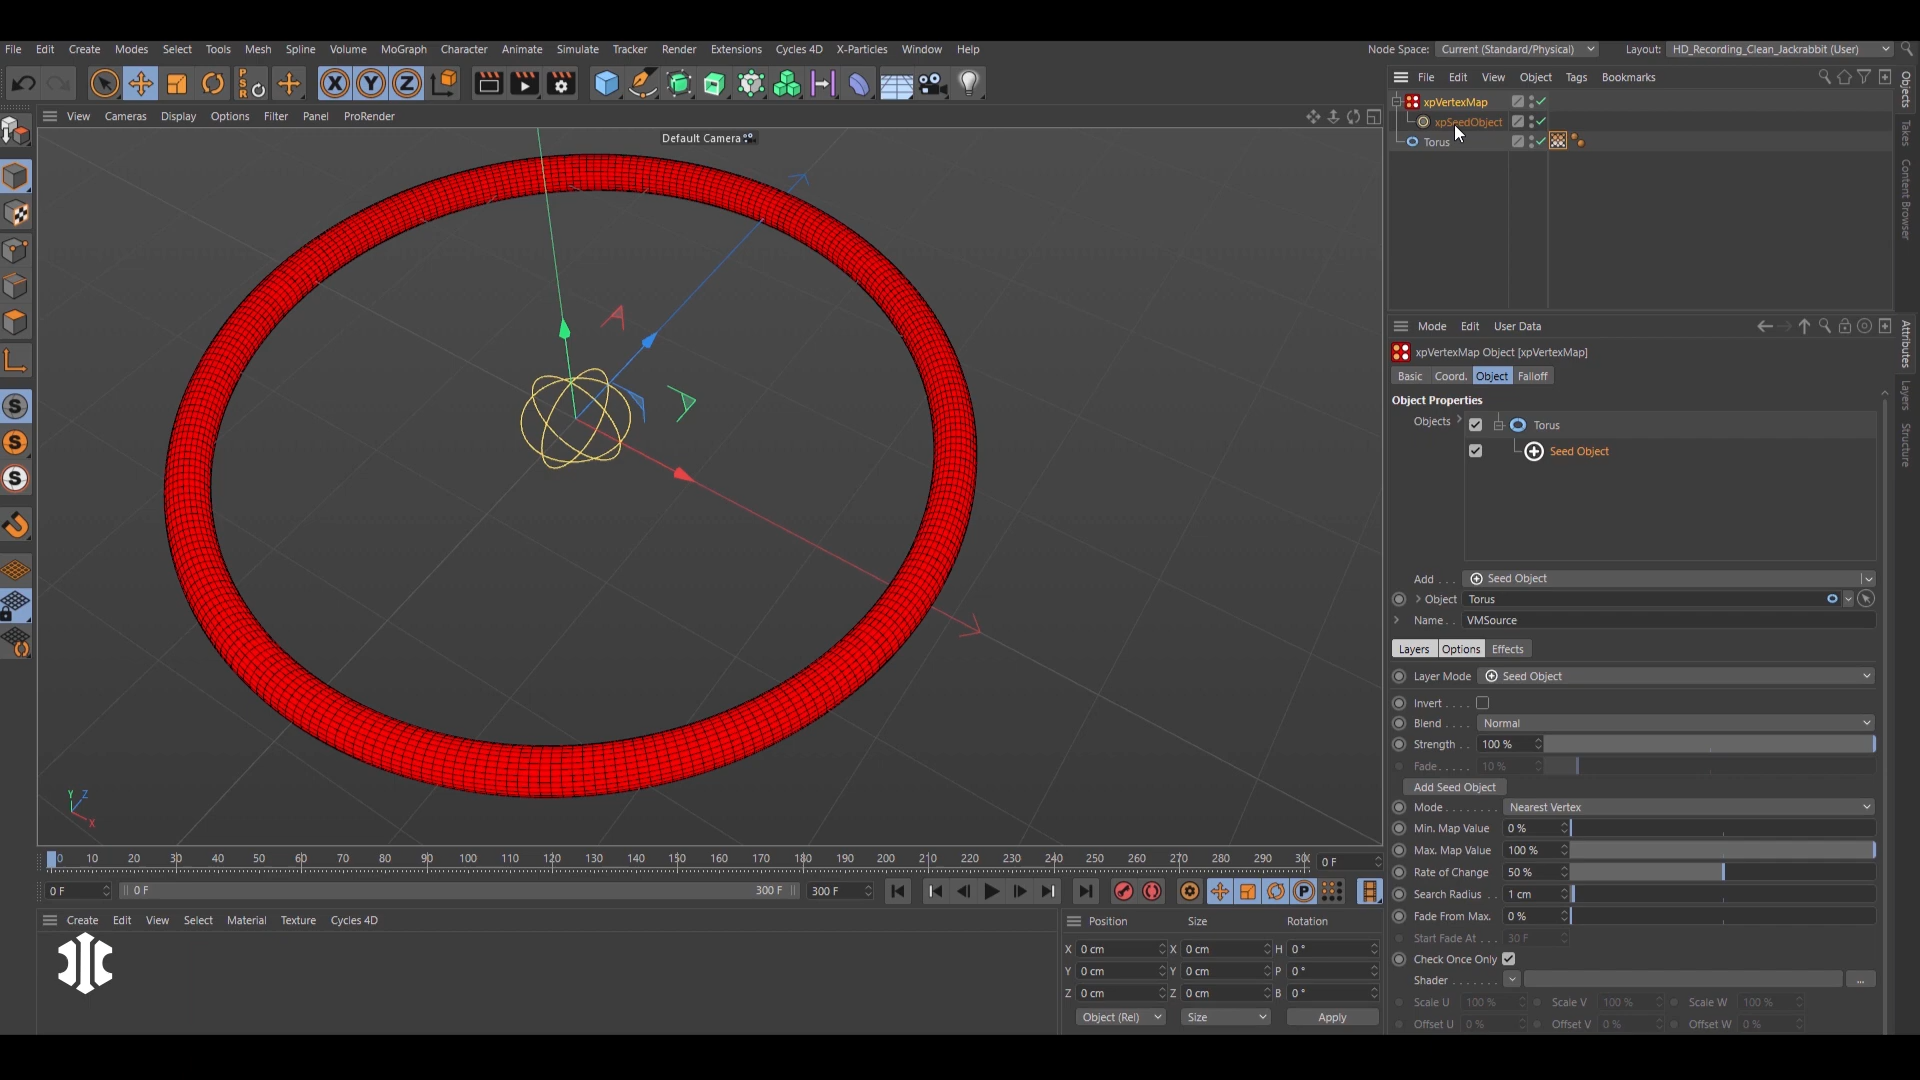 File Edit Create Modes Select Tools Mesh Spline Volume MoGraph Character Animate Simulate Tracker Render Extensions Cycles 4D X-Particles Window Help
Node Space: Current (Standard/Physical) Layout: HD_Recording_Clean_Jackrabbit (User)
PSR X Y Z
File Edit View Object Tags Bookmarks
xpVertexMap
xpSeedObject
Torus
Objects
Takes
Content Browser
View Cameras Display Options Filter Panel ProRender
Default Camera
Y Z
X
S
S
S
Mode Edit User Data
xpVertexMap Object [xpVertexMap]
Basic Coord. Object Falloff
Object Properties
Objects Torus
Seed Object
Add . . . Seed Object
Object Torus
Name . . VMSource
Layers Options Effects
Layer Mode Seed Object
Invert . . . .
Blend . . . . Normal
Strength . . 100 %
Fade . . . . . 10 %
Add Seed Object
Mode . . . . . . . . Nearest Vertex
Min. Map Value 0 %
Max. Map Value 100 %
Rate of Change 50 %
Search Radius . . 1 cm
Fade From Max. 0 %
Start Fade At . . . 30 F
Check Once Only
Shader . . . . . . . ...
Scale U 100 % Scale V 100 % Scale W 100 %
Offset U 0 % Offset V 0 % Offset W 0 %
Attributes
Layers
Structure
0 10 20 30 40 50 60 70 80 90 100 110 120 130 140 150 160 170 180 190 200 210 220 230 240 250 260 270 280 290 0 F
0 F 0 F 300 F 300 F P
Create Edit View Select Material Texture Cycles 4D
Position Size Rotation
X 0 cm X 0 cm H 0 °
Y 0 cm Y 0 cm P 0 °
Z 0 cm Z 0 cm B 0 °
Object (Rel) Size Apply